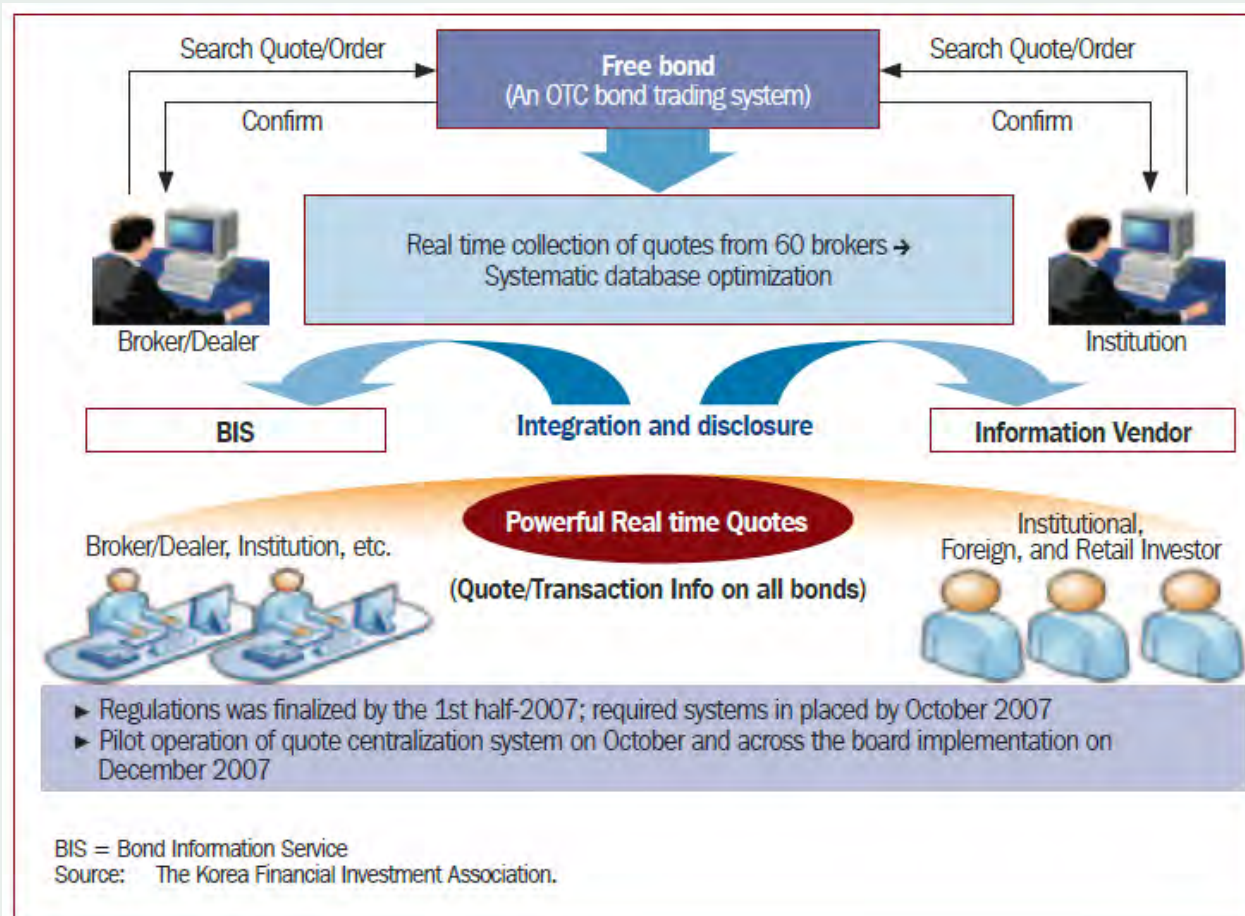 Search Quote/Order
Search Quote/Order
Free bond
(An OTC bond trading system)
Confirm
Confirm
Real time collection of quotes from 60 brokers →
Systematic database optimization
Broker/Dealer
Institution
BIS
Integration and disclosure
Information Vendor
Powerful Real time Quotes
Broker/Dealer, Institution, etc.
Institutional,
Foreign, and Retail Investor
(Quote/Transaction Info on all bonds)
► Regulations was finalized by the 1st half-2007; required systems in placed by October 2007
► Pilot operation of quote centralization system on October and across the board implementation on
December 2007
BIS = Bond Information Service
Source: The Korea Financial Investment Association.